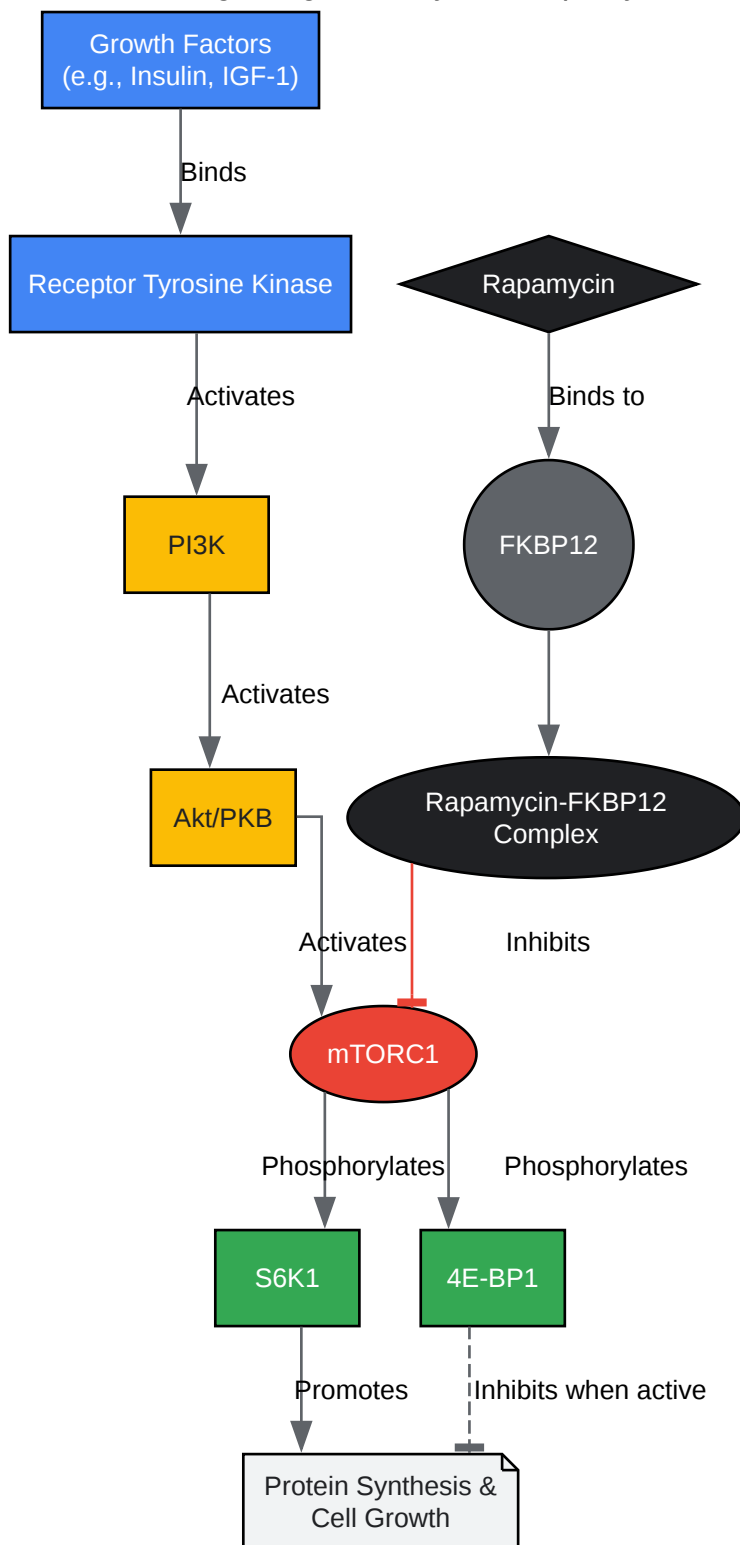 Growth Factors
(e.g., Insulin, IGF-1)
Binds
Receptor Tyrosine Kinase
Rapamycin
Activates
Binds to
PI3K
FKBP12
Activates
Akt/PKB
Rapamycin-FKBP12
Complex
Activates
Inhibits
mTORC1
Phosphorylates
Phosphorylates
S6K1
4E-BP1
Promotes
Inhibits when active
Protein Synthesis &
Cell Growth